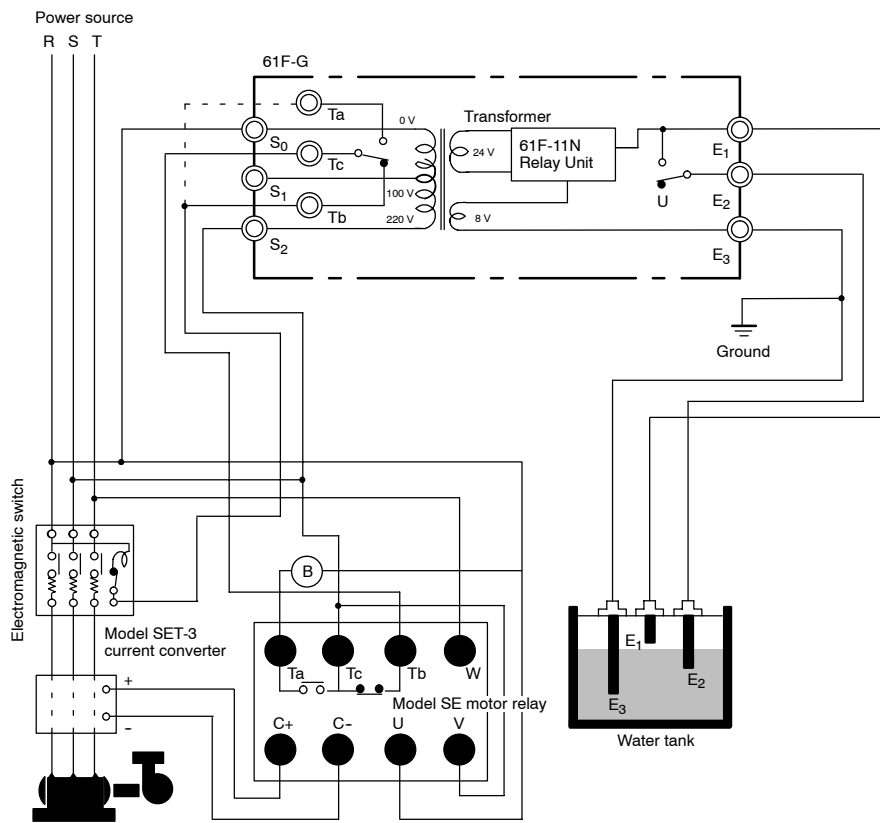 Power source
R S T
61F-G
Ta
0 V
Transformer
S0
61F-11N
Relay Unit
E1
Tc
24 V
S1
100 V
E2
U
Tb
220 V
8 V
S2
E3
Ground
Electromagnetic switch
B
Model SET-3
current converter
Ta
Tc
Tb
W
E1
E2
E3
+
Model SE motor relay
C+
C−
U
V
−
Water tank